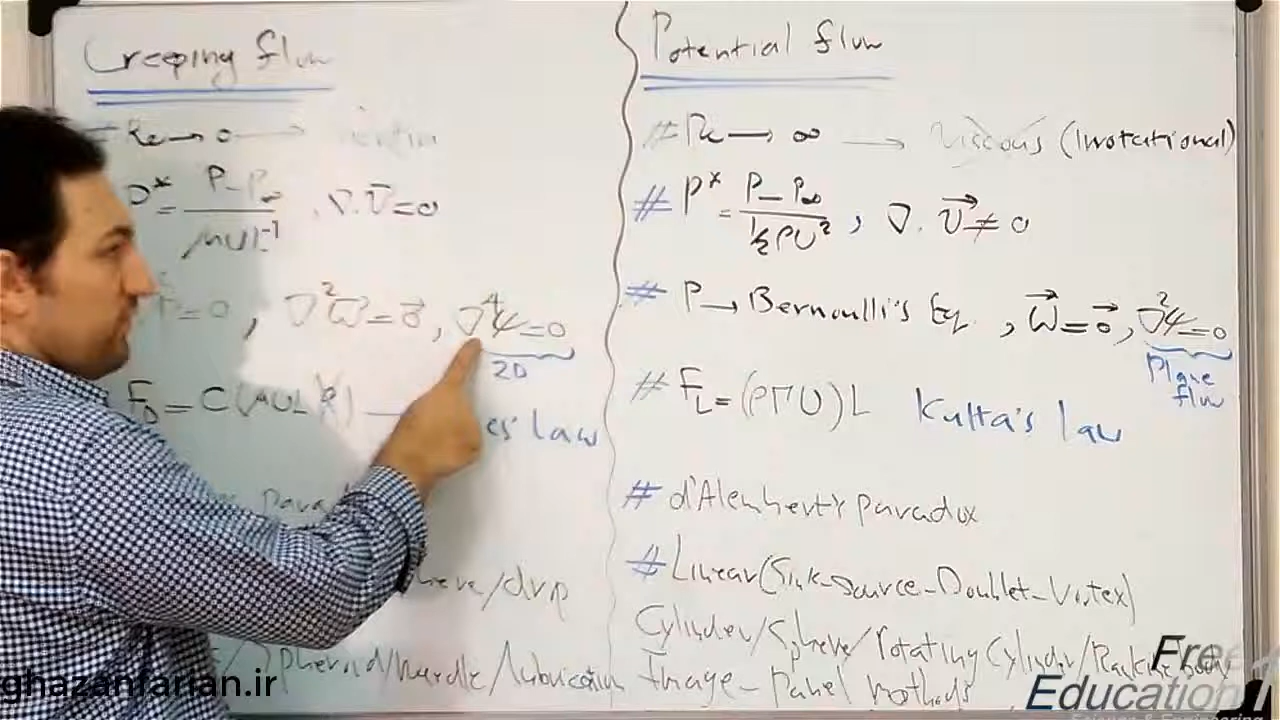 Creeping flow
# Re → 0 →
P* = P - P∞ / μUL⁻¹ , ∇.V̄ = 0
P = 0 , ∇²ω⃗ = 0⃗ , ∇⁴ψ = 0
2D
F_D = C(μUL
es' law
/drop
/needle/lubrication
Potential flow
# Re → ∞ → Viscous (Irrotational)
# P* = P - P∞ / ½ρU² , ∇. V⃗ ≠ 0
# P → Bernoulli's Eq. , ω⃗ = 0⃗ , ∇²ψ = 0
Plane
flow
# F_L = (ρΓU)L Kutta's law
# d'Alembert's paradox
# Linear (Sink-Source-Doublet-Vortex)
Cylinder/Sphere/rotating Cylinder/Rankine
Image-Panel methods
Free
Education
ghazanfarian.ir